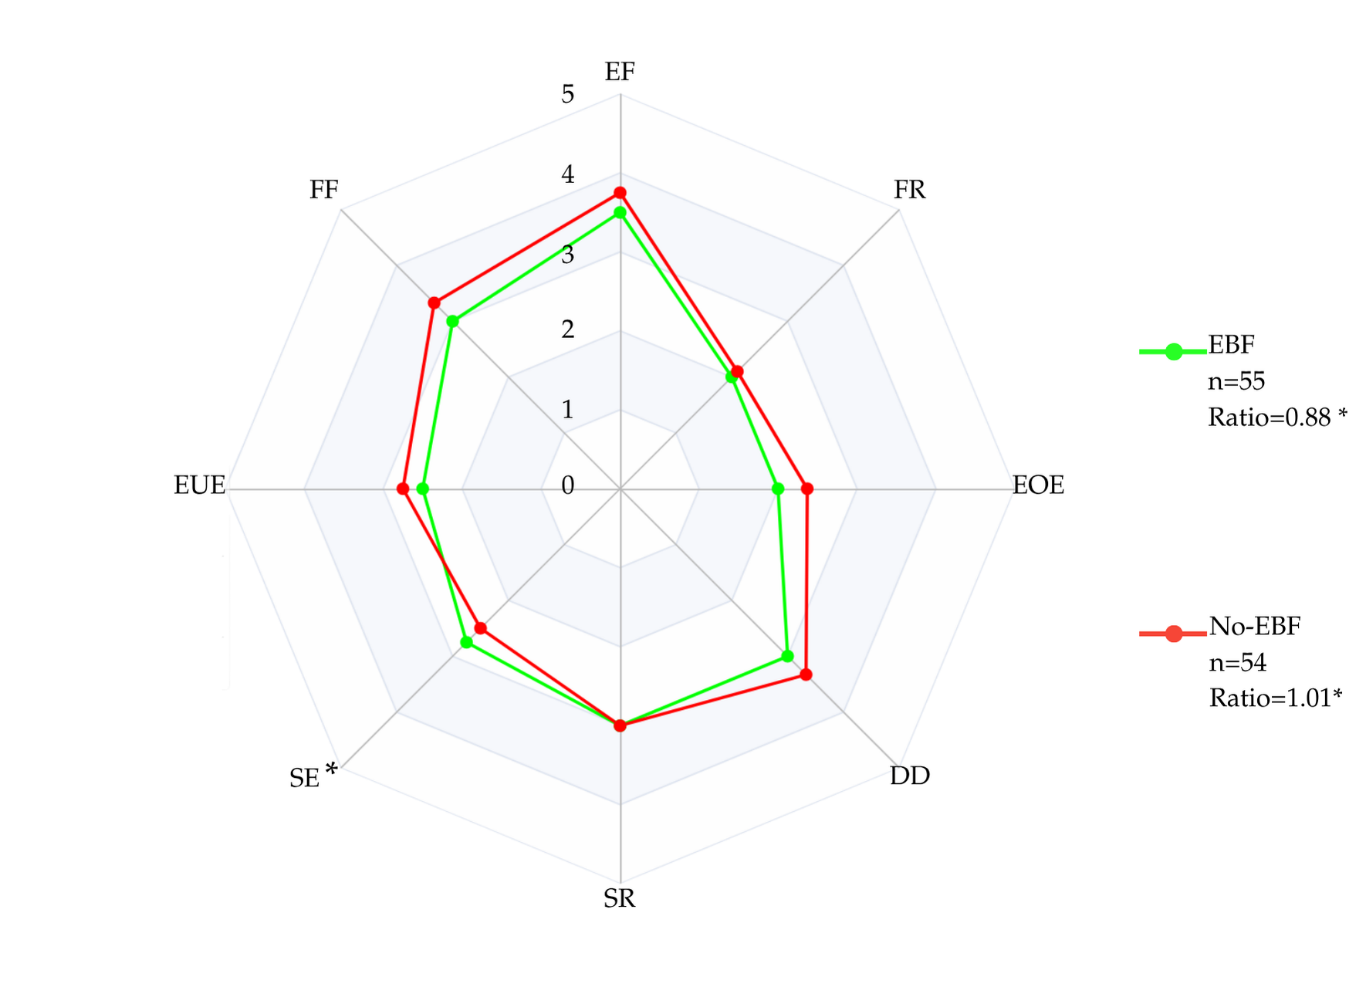 EF
5
FF
FR
4
3
2
EBF
n=55
Ratio=0.88 *
1
EUE
0
EOE
No-EBF
n=54
Ratio=1.01*
SE*
DD
SR